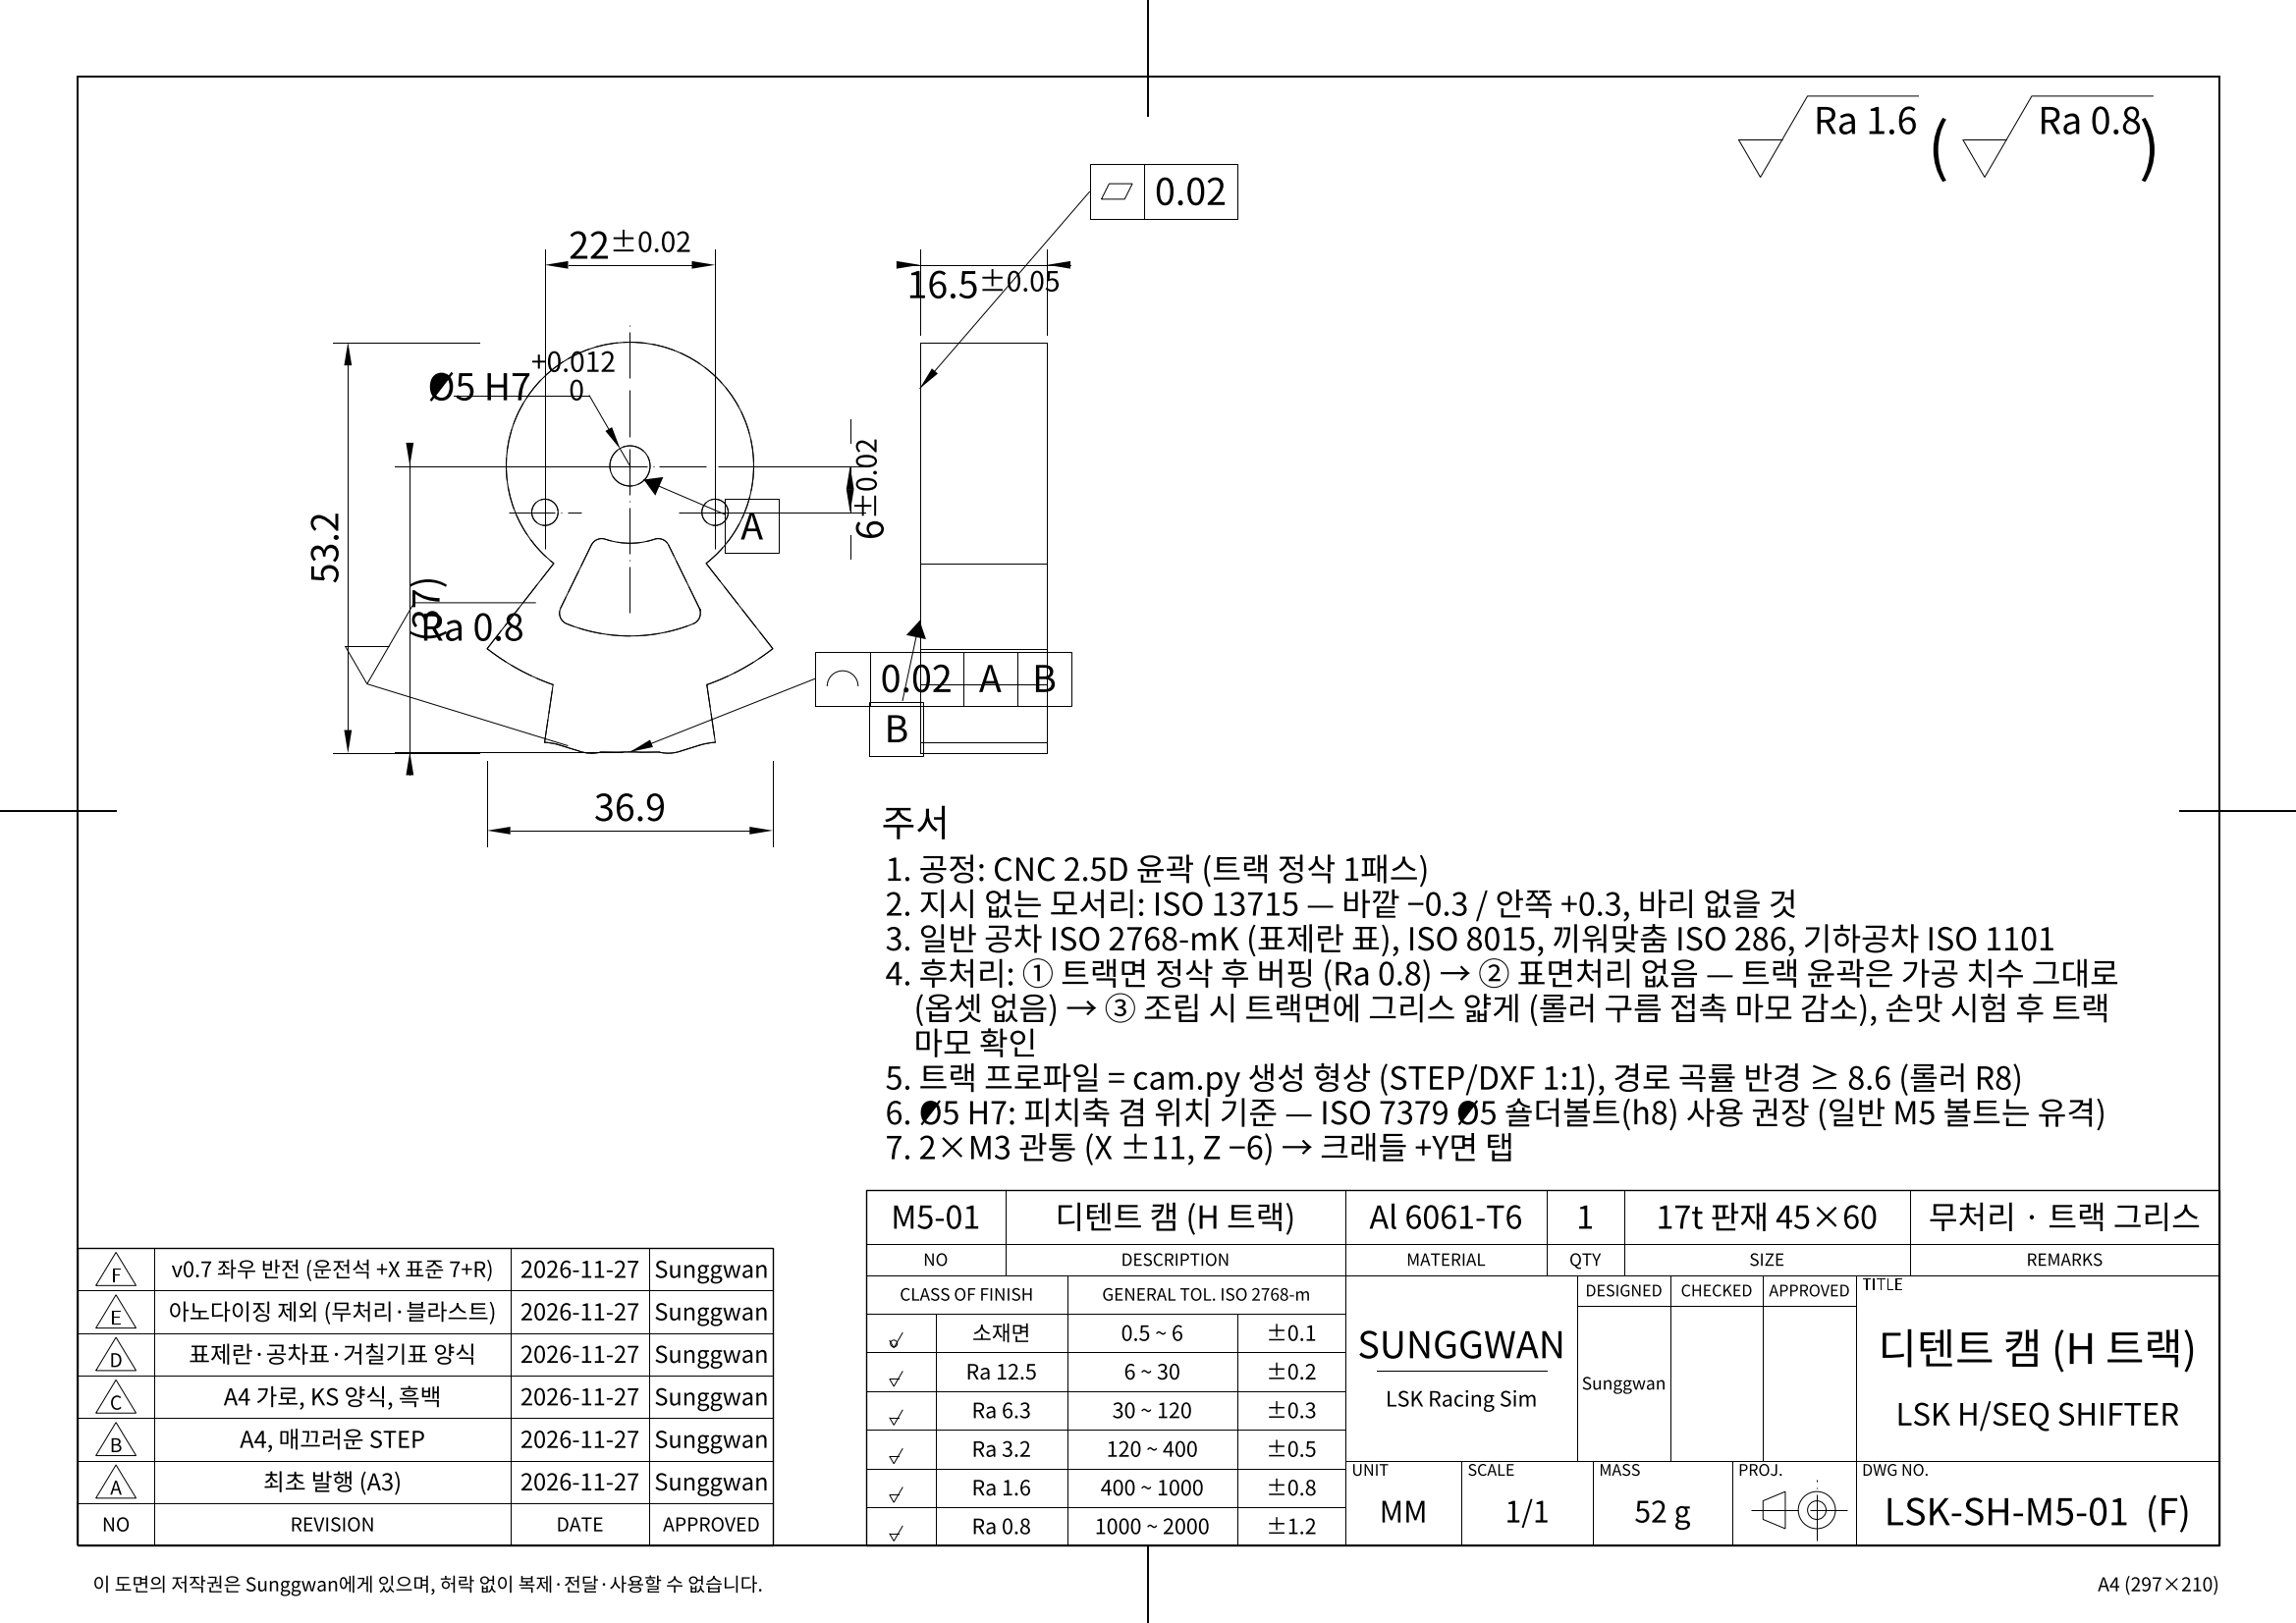 Ra 1.6 ( Ra 0.8 )
0.02
22±0.02
16.5±0.05
Ø5 H7 +0.012 0
6±0.02
A
53.2
(37)
Ra 0.8
0.02 A B
B
36.9
주서
1. 공정: CNC 2.5D 윤곽 (트랙 정삭 1패스)
2. 지시 없는 모서리: ISO 13715 — 바깥 −0.3 / 안쪽 +0.3, 바리 없을 것
3. 일반 공차 ISO 2768-mK (표제란 표), ISO 8015, 끼워맞춤 ISO 286, 기하공차 ISO 1101
4. 후처리: ① 트랙면 정삭 후 버핑 (Ra 0.8) → ② 표면처리 없음 — 트랙 윤곽은 가공 치수 그대로
(옵셋 없음) → ③ 조립 시 트랙면에 그리스 얇게 (롤러 구름 접촉 마모 감소), 손맛 시험 후 트랙
마모 확인
5. 트랙 프로파일 = cam.py 생성 형상 (STEP/DXF 1:1), 경로 곡률 반경 ≥ 8.6 (롤러 R8)
6. Ø5 H7: 피치축 겸 위치 기준 — ISO 7379 Ø5 숄더볼트(h8) 사용 권장 (일반 M5 볼트는 유격)
7. 2×M3 관통 (X ±11, Z −6) → 크래들 +Y면 탭
M5-01 디텐트 캠 (H 트랙) Al 6061-T6 1 17t 판재 45×60 무처리 · 트랙 그리스
NO DESCRIPTION MATERIAL QTY SIZE REMARKS
CLASS OF FINISH GENERAL TOL. ISO 2768-m
소재면 0.5 ~ 6 ±0.1
Ra 12.5 6 ~ 30 ±0.2
Ra 6.3 30 ~ 120 ±0.3
Ra 3.2 120 ~ 400 ±0.5
Ra 1.6 400 ~ 1000 ±0.8
Ra 0.8 1000 ~ 2000 ±1.2
SUNGGWAN
LSK Racing Sim
DESIGNED CHECKED APPROVED
Sunggwan
TITLE
디텐트 캠 (H 트랙)
LSK H/SEQ SHIFTER
UNIT SCALE MASS PROJ. DWG NO.
MM 1/1 52 g LSK-SH-M5-01 (F)
F v0.7 좌우 반전 (운전석 +X 표준 7+R) 2026-11-27 Sunggwan
E 아노다이징 제외 (무처리·블라스트) 2026-11-27 Sunggwan
D 표제란·공차표·거칠기표 양식 2026-11-27 Sunggwan
C A4 가로, KS 양식, 흑백 2026-11-27 Sunggwan
B A4, 매끄러운 STEP 2026-11-27 Sunggwan
A 최초 발행 (A3) 2026-11-27 Sunggwan
NO REVISION DATE APPROVED
이 도면의 저작권은 Sunggwan에게 있으며, 허락 없이 복제·전달·사용할 수 없습니다.
A4 (297×210)